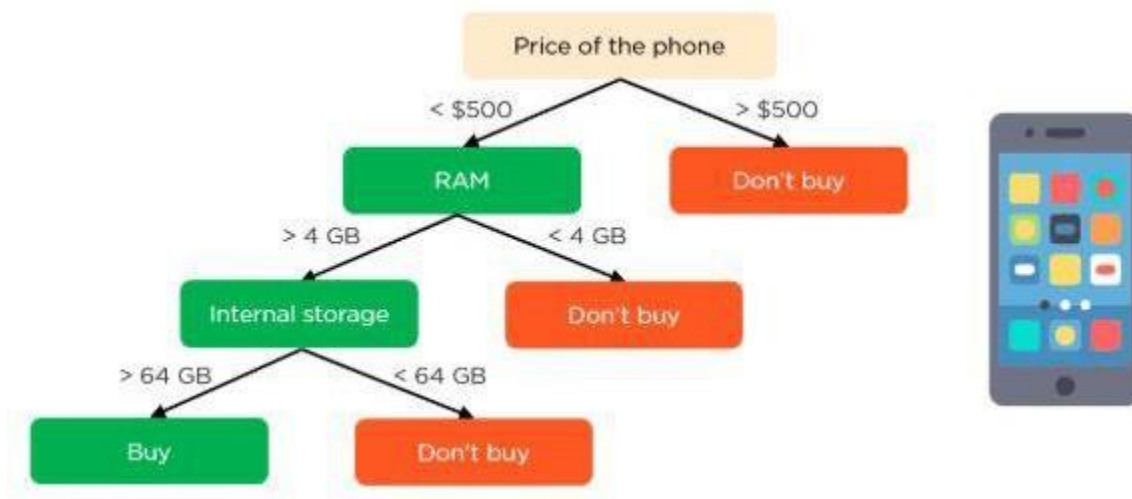 Price of the phone
< $500
> $500
RAM
Don't buy
> 4 GB
< 4 GB
Internal storage
Don't buy
> 64 GB
< 64 GB
Buy
Don't buy